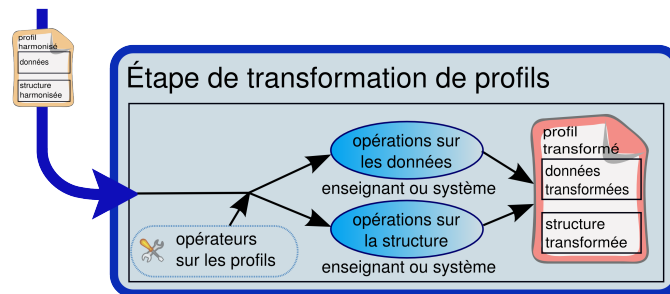 profil
harmonisé
données
structure
harmonisée
Étape de transformation de profils
opérations sur
les données
enseignant ou système
opérateurs
sur les profils
opérations sur
la structure
enseignant ou système
profil
transformé
données
transformées
structure
transformée